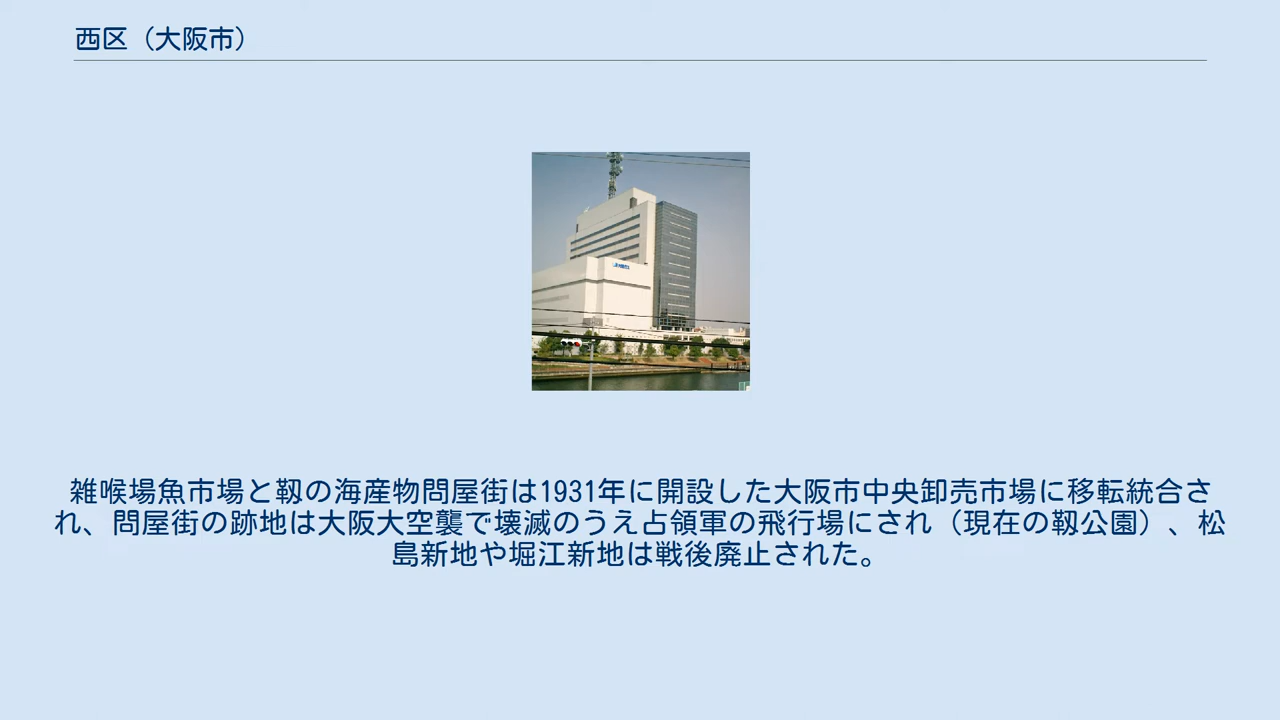 西区（大阪市）
雑喉場魚市場と靱の海産物問屋街は1931年に開設した大阪市中央卸売市場に移転統合さ
れ、問屋街の跡地は大阪大空襲で壊滅のうえ占領軍の飛行場にされ（現在の靱公園）、松
島新地や堀江新地は戦後廃止された。